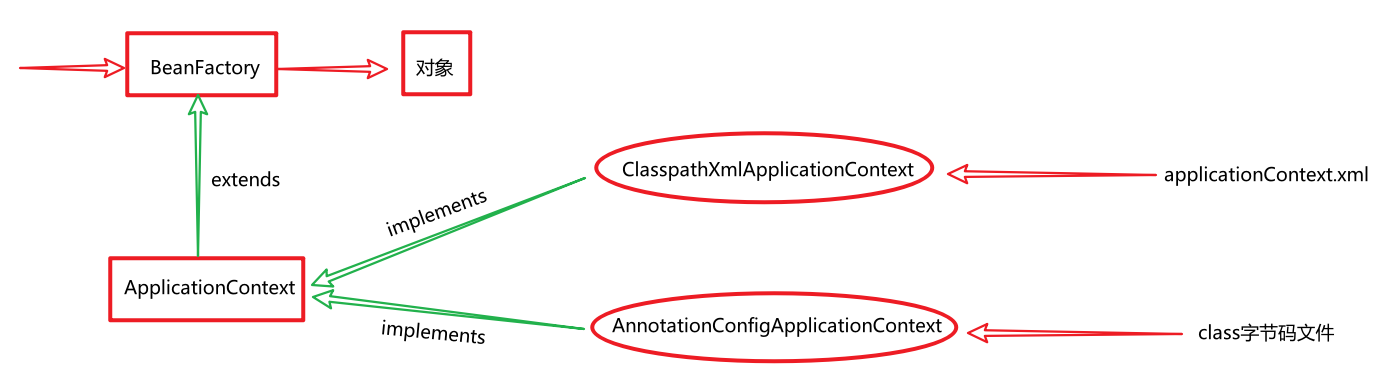 BeanFactory
对象
extends
ClasspathXmlApplicationContext
applicationContext.xml
implements
ApplicationContext
implements
AnnotationConfigApplicationContext
class字节码文件